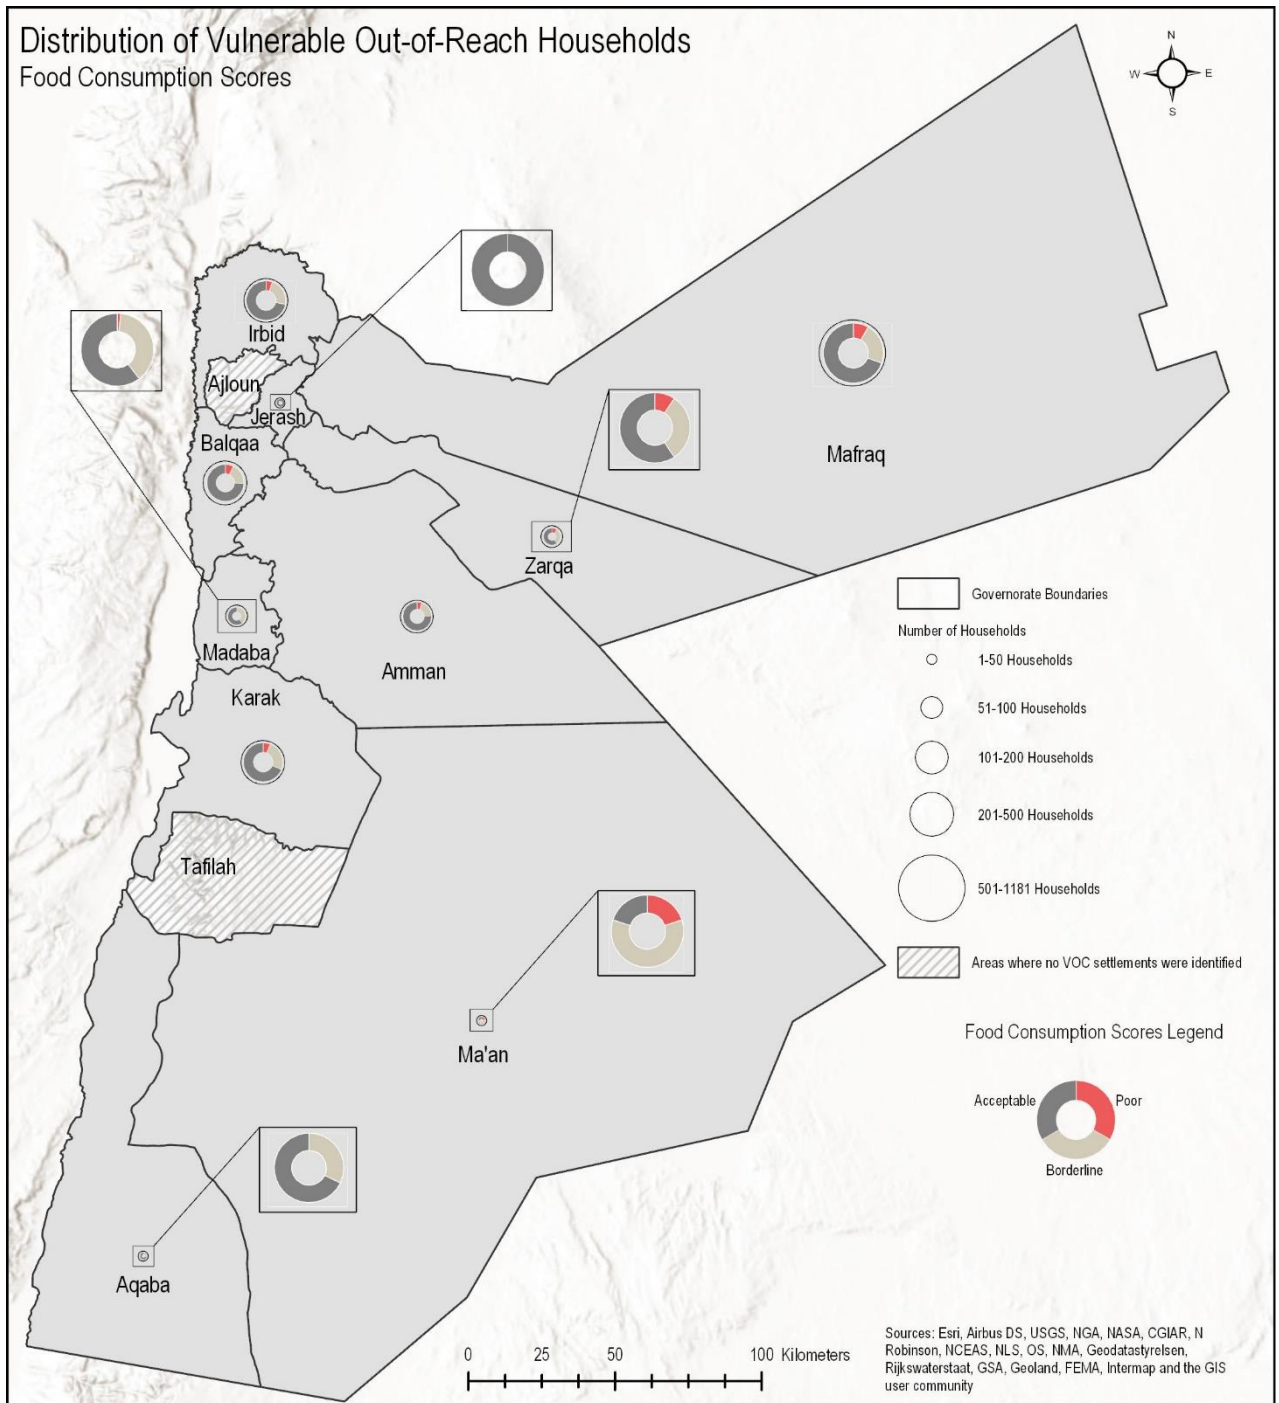 Distribution of Vulnerable Out-of-Reach Households
Food Consumption Scores
N
W
E
S
Irbid
Ajloun
Jerash
Balqaa
Mafraq
Zarqa
Madaba
Amman
Karak
Tafilah
Ma'an
Aqaba
Governorate Boundaries
Number of Households
1-50 Households
51-100 Households
101-200 Households
201-500 Households
501-1181 Households
Areas where no VOC settlements were identified
Food Consumption Scores Legend
Acceptable
Poor
Borderline
0 25 50 100 Kilometers
Sources: Esri, Airbus DS, USGS, NGA, NASA, CGIAR, N
Robinson, NCEAS, NLS, OS, NMA, Geodatastyrelsen,
Rijkswaterstaat, GSA, Geoland, FEMA, Intermap and the GIS
user community